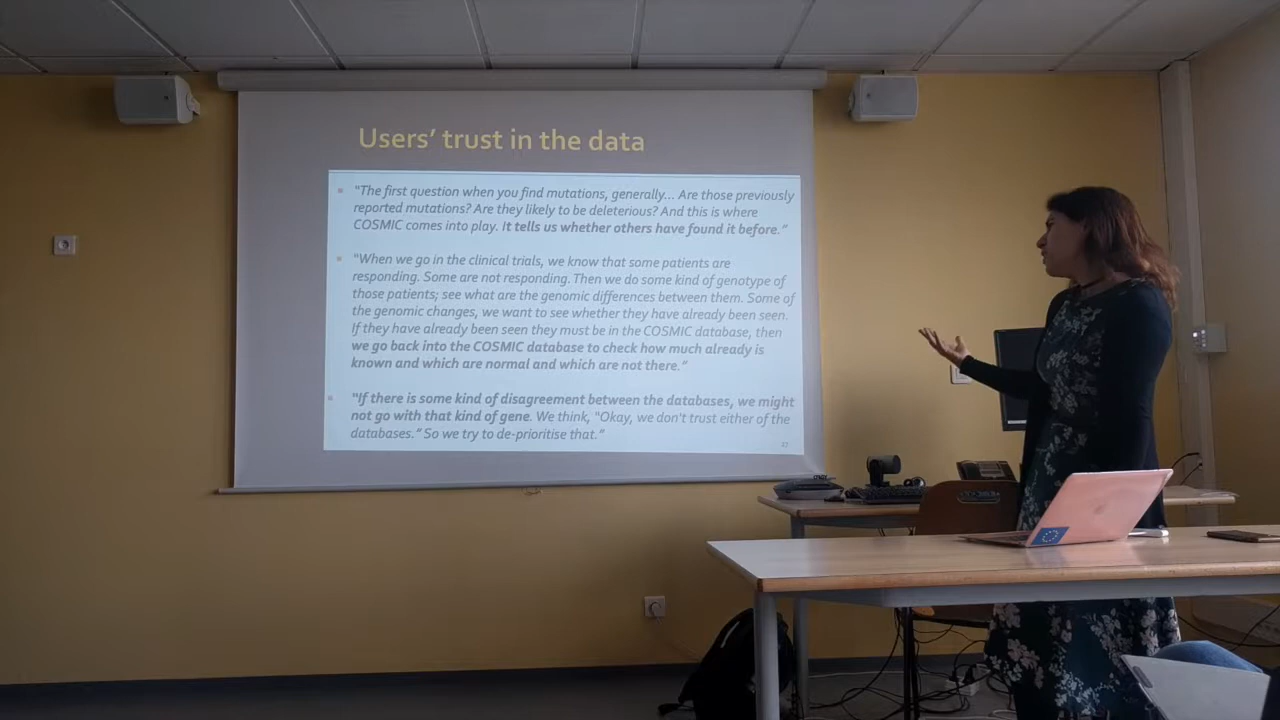 Users’ trust in the data
“The first question when you find mutations, generally... Are those previously
reported mutations? Are they likely to be deleterious? And this is where
COSMIC comes into play. It tells us whether others have found it before.”
“When we go in the clinical trials, we know that some patients are
responding. Some are not responding. Then we do some kind of genotype of
those patients; see what are the genomic differences between them. Some of
the genomic changes, we want to see whether they have already been seen.
If they have already been seen they must be in the COSMIC database, then
we go back into the COSMIC database to check how much already is
known and which are normal and which are not there.”
“If there is some kind of disagreement between the databases, we might
not go with that kind of gene. We think, “Okay, we don't trust either of the
databases.” So we try to de-prioritise that.”